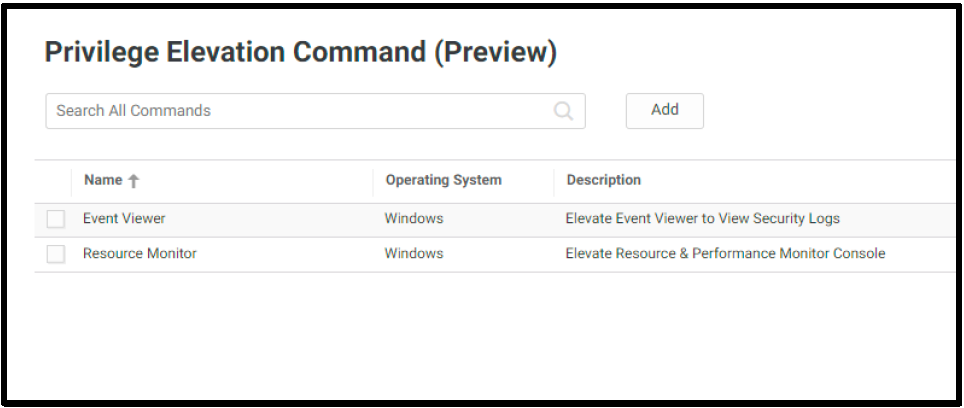 Privilege Elevation Command (Preview)
Search All Commands
Add
Name Operating System Description
Event Viewer Windows Elevate Event Viewer to View Security Logs
Resource Monitor Windows Elevate Resource & Performance Monitor Console